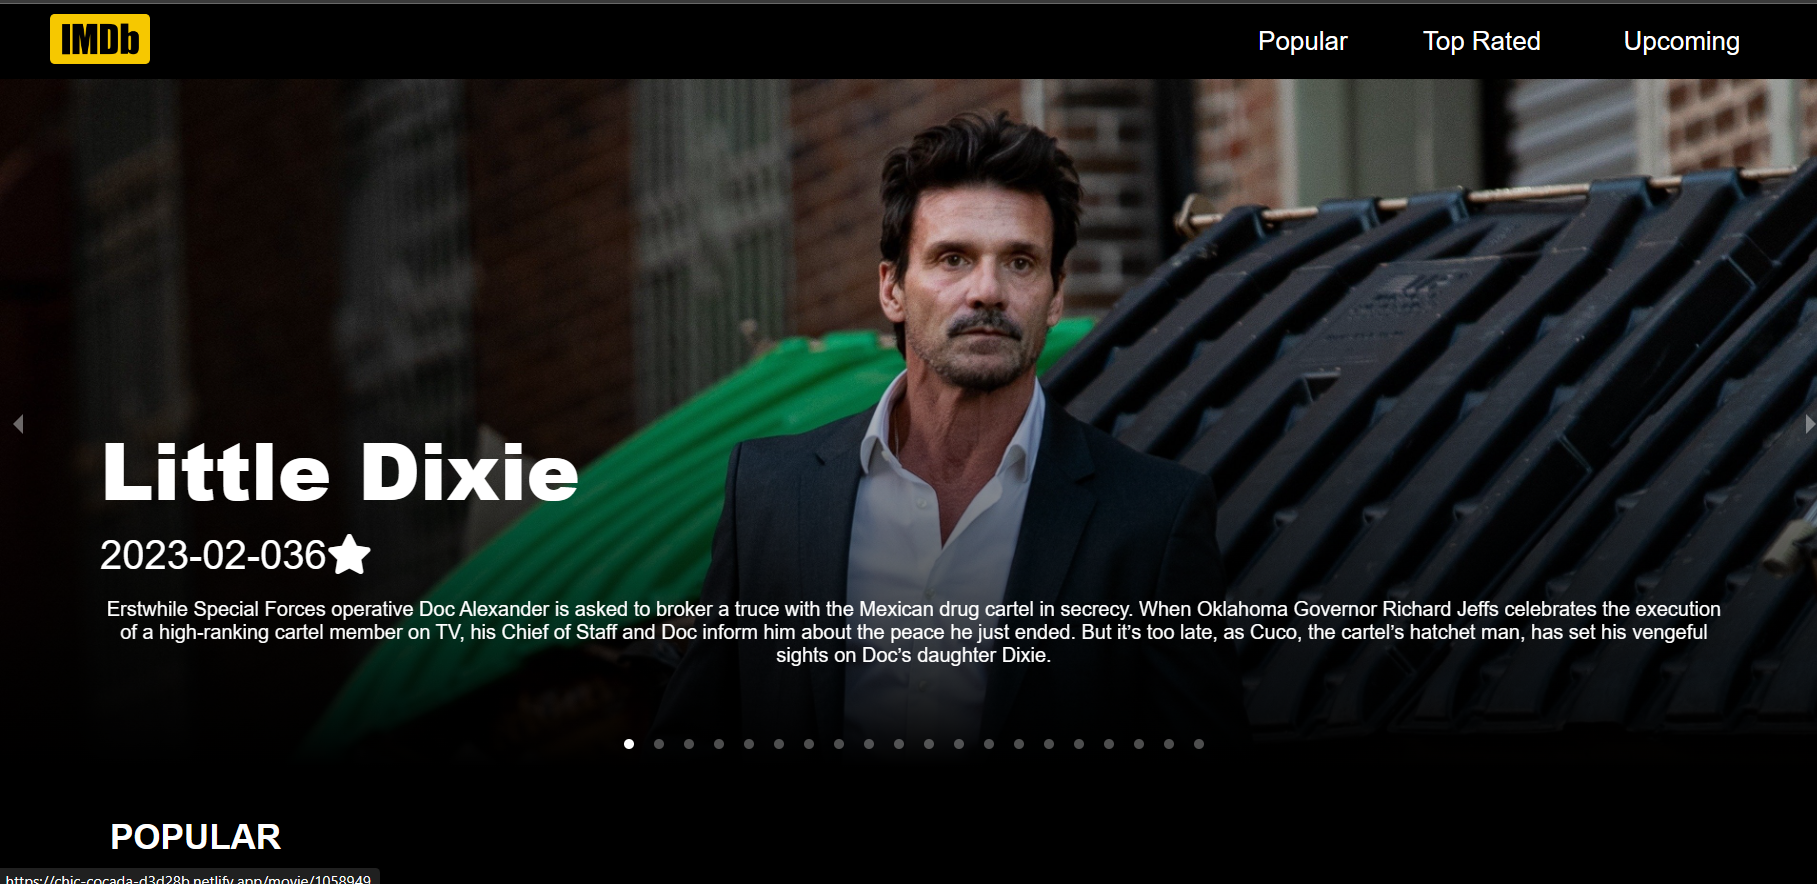 IMDb
Popular
Top Rated
Upcoming
Little Dixie
2023-02-036
Erstwhile Special Forces operative Doc Alexander is asked to broker a truce with the Mexican drug cartel in secrecy. When Oklahoma Governor Richard Jeffs celebrates the execution
of a high-ranking cartel member on TV, his Chief of Staff and Doc inform him about the peace he just ended. But it’s too late, as Cuco, the cartel’s hatchet man, has set his vengeful
sights on Doc’s daughter Dixie.
POPULAR
https://chic-cocada-d3d28b.netlify.app/movie/1058949